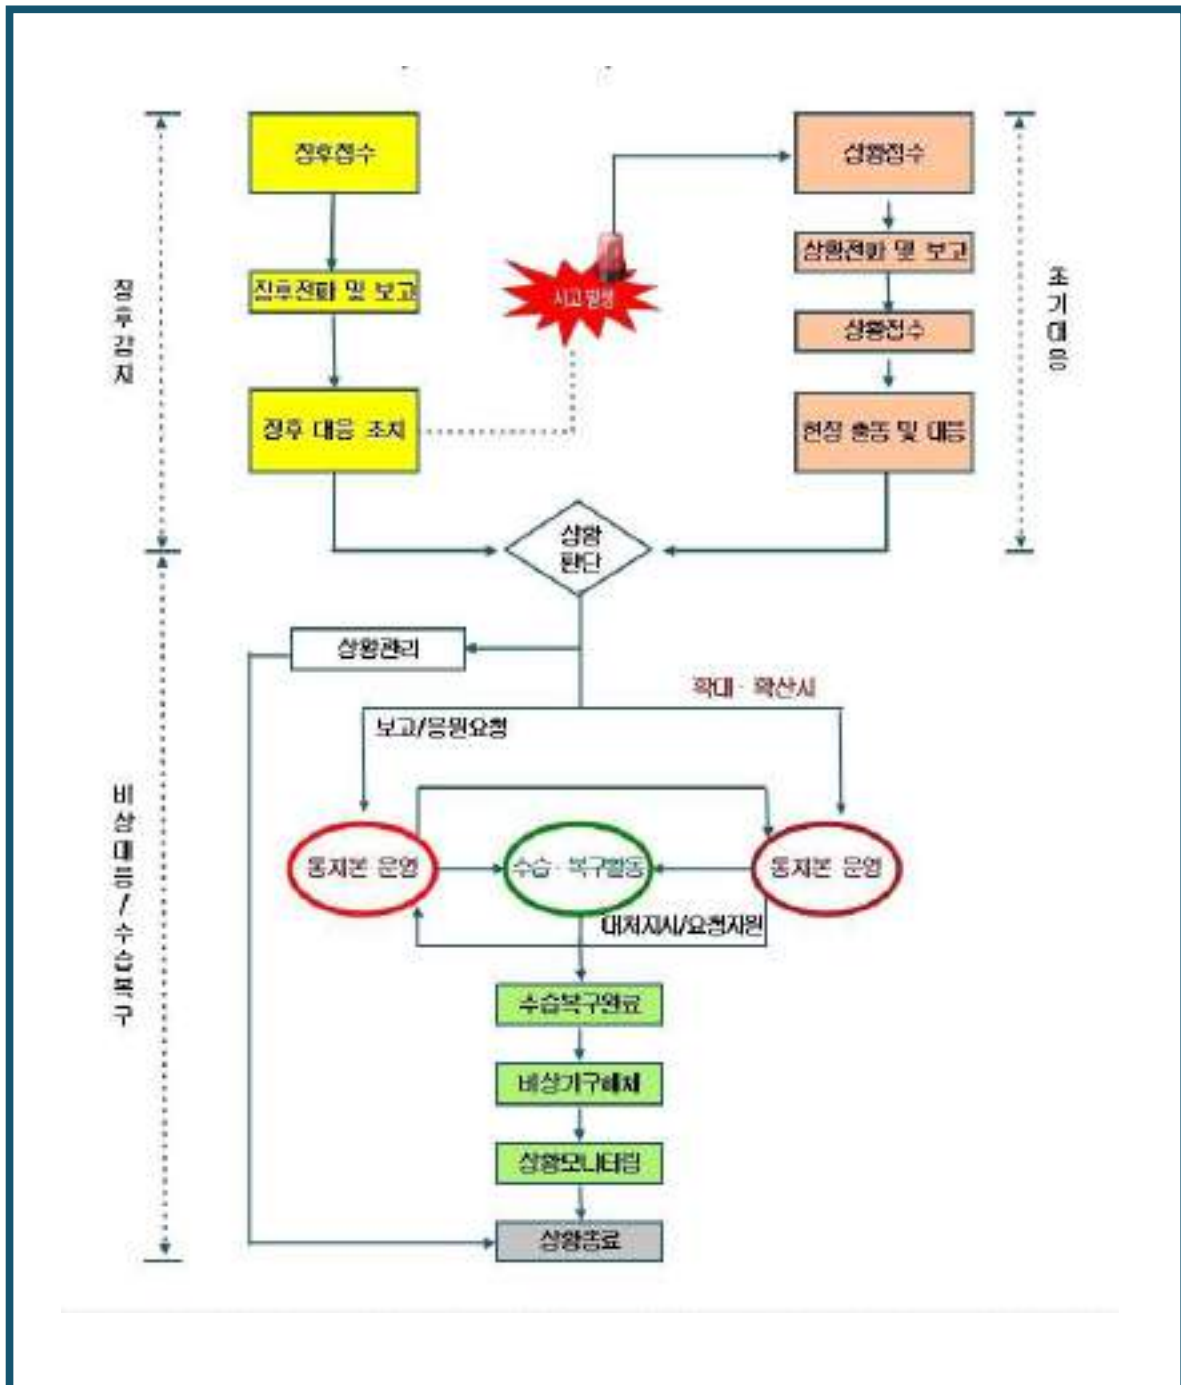 징후접수
상황접수
상황전파 및 보고
징후전파 및 보고
사고발생
상황접수
징후감지
초기대응
징후 대응 조치
현장 출동 및 대응
상황
판단
상황관리
확대·확산시
보고/응원요청
비상대응/수습복구
통지본 운영
수습·복구활동
통지본 운영
대처지시/요청지원
수습복구완료
비상기구해체
상황모니터링
상황종료